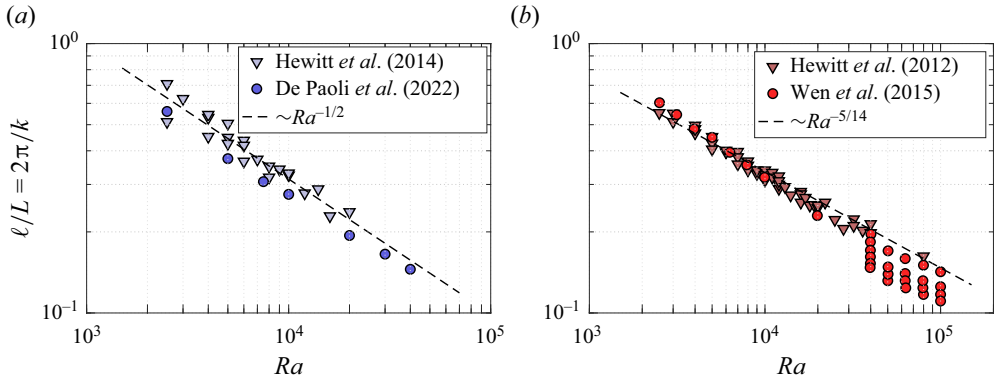 (a)
10^0
Hewitt et al. (2014)
De Paoli et al. (2022)
~Ra^{-1/2}
ℓ/L = 2π/k
10^{-1}
10^3 10^4 10^5
Ra
(b)
10^0
Hewitt et al. (2012)
Wen et al. (2015)
~Ra^{-5/14}
10^{-1}
10^3 10^4 10^5
Ra